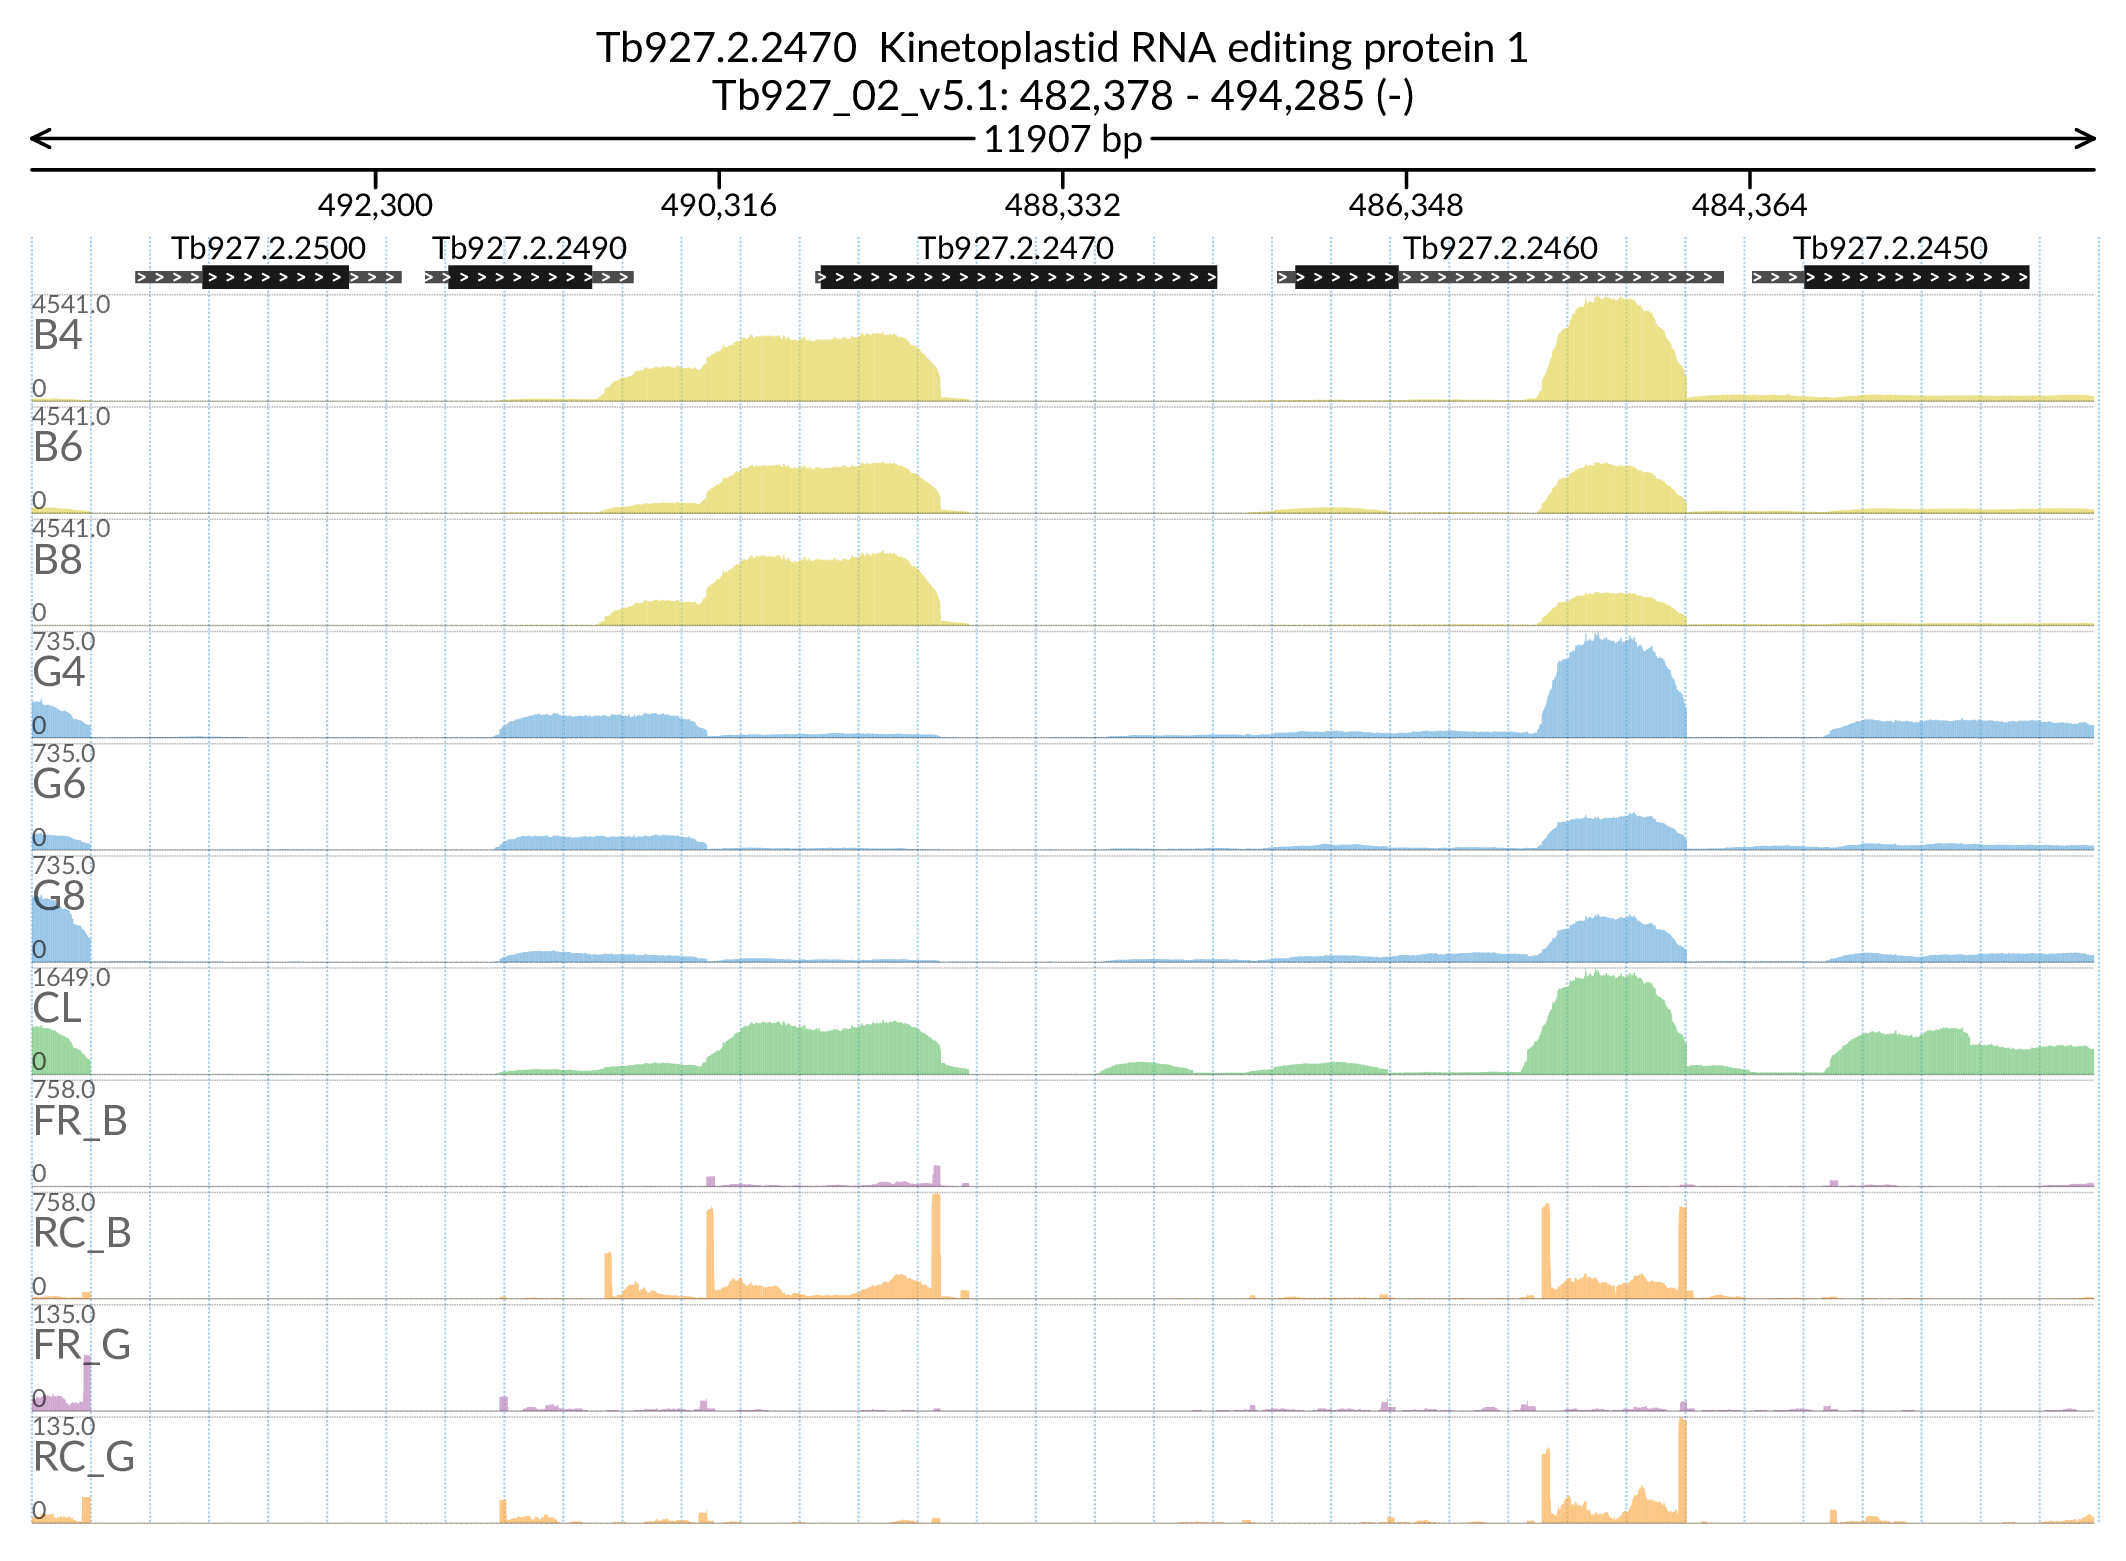 Tb927.2.2470  Kinetoplastid RNA editing protein 1
Tb927_02_v5.1: 482,378 - 494,285 (-)
11907 bp
492,300 490,316 488,332 486,348 484,364
Tb927.2.2500 Tb927.2.2490 Tb927.2.2470 Tb927.2.2460 Tb927.2.2450
4541.0
B4
0
4541.0
B6
0
4541.0
B8
0
735.0
G4
0
735.0
G6
0
735.0
G8
0
1649.0
CL
0
758.0
FR_B
0
758.0
RC_B
0
135.0
FR_G
0
135.0
RC_G
0